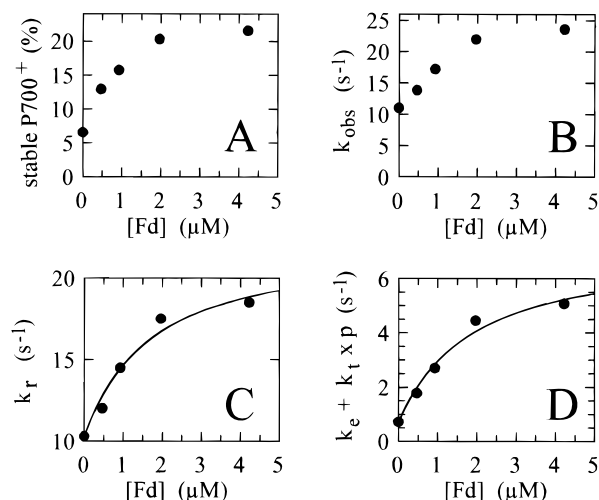 stable P700⁺ (%)
20
15
10
5
0
A
0 1 2 3 4 5
[Fd] (μM)
k_obs (s⁻¹)
25
20
15
10
5
0
B
0 1 2 3 4 5
[Fd] (μM)
k_r (s⁻¹)
20
15
10
C
0 1 2 3 4 5
[Fd] (μM)
k_e + k_t x p (s⁻¹)
6
4
2
0
D
0 1 2 3 4 5
[Fd] (μM)